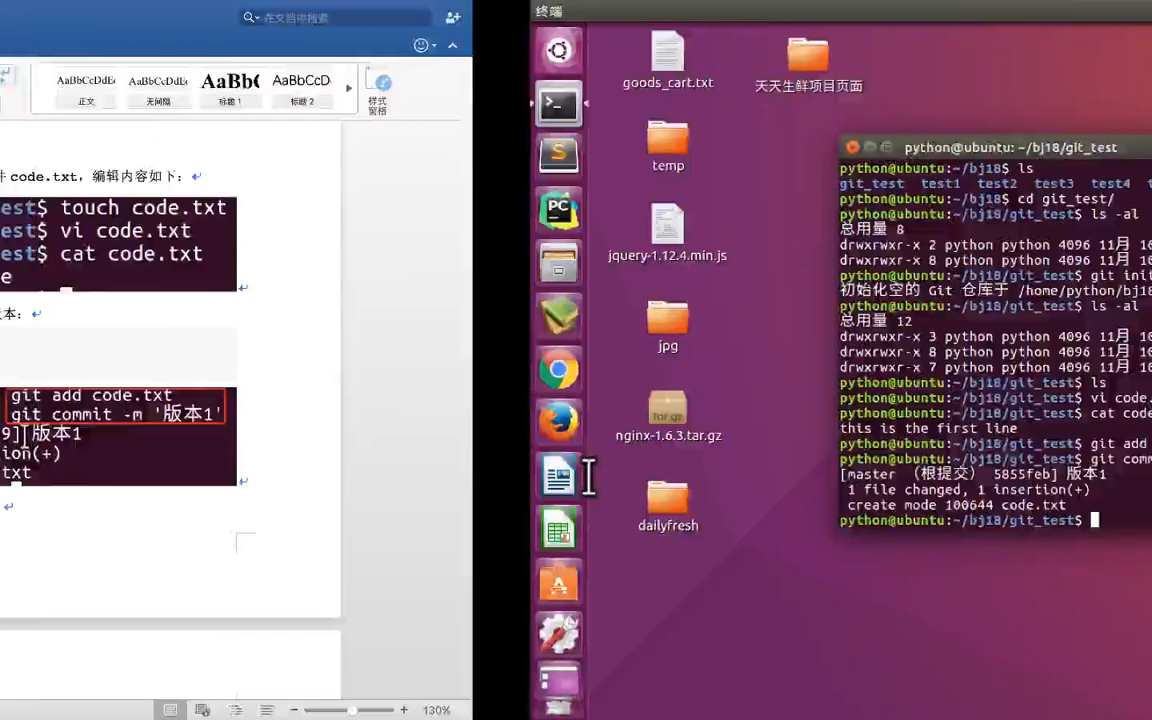 在文档中搜索
AaBbCcDdEe
AaBbCcDdEe
AaBb(
AaBbCcD
正文
无间隔
标题 1
标题 2
样式
窗格
件 code.txt，编辑内容如下：
est$ touch code.txt
est$ vi code.txt
est$ cat code.txt
e
本：
git add code.txt
git commit -m '版本1'
9] 版本1
ion(+)
txt
130%
终端
goods_cart.txt
天天生鲜项目页面
temp
jquery-1.12.4.min.js
jpg
tar.gz
nginx-1.6.3.tar.gz
dailyfresh
python@ubuntu: ~/bj18/git_test
python@ubuntu:~/bj18$ ls
git_test test1 test2 test3 test4
python@ubuntu:~/bj18$ cd git_test/
python@ubuntu:~/bj18/git_test$ ls -al
总用量 8
drwxrwxr-x 2 python python 4096 11月 1
drwxrwxr-x 8 python python 4096 11月 1
python@ubuntu:~/bj18/git_test$ git init
初始化空的 Git 仓库于 /home/python/bj18
python@ubuntu:~/bj18/git_test$ ls -al
总用量 12
drwxrwxr-x 3 python python 4096 11月 1
drwxrwxr-x 8 python python 4096 11月 1
drwxrwxr-x 7 python python 4096 11月 1
python@ubuntu:~/bj18/git_test$ ls
python@ubuntu:~/bj18/git_test$ vi code.
python@ubuntu:~/bj18/git_test$ cat code
this is the first line
python@ubuntu:~/bj18/git_test$ git add
python@ubuntu:~/bj18/git_test$ git comm
[master （根提交） 5855feb] 版本1
1 file changed, 1 insertion(+)
create mode 100644 code.txt
python@ubuntu:~/bj18/git_test$